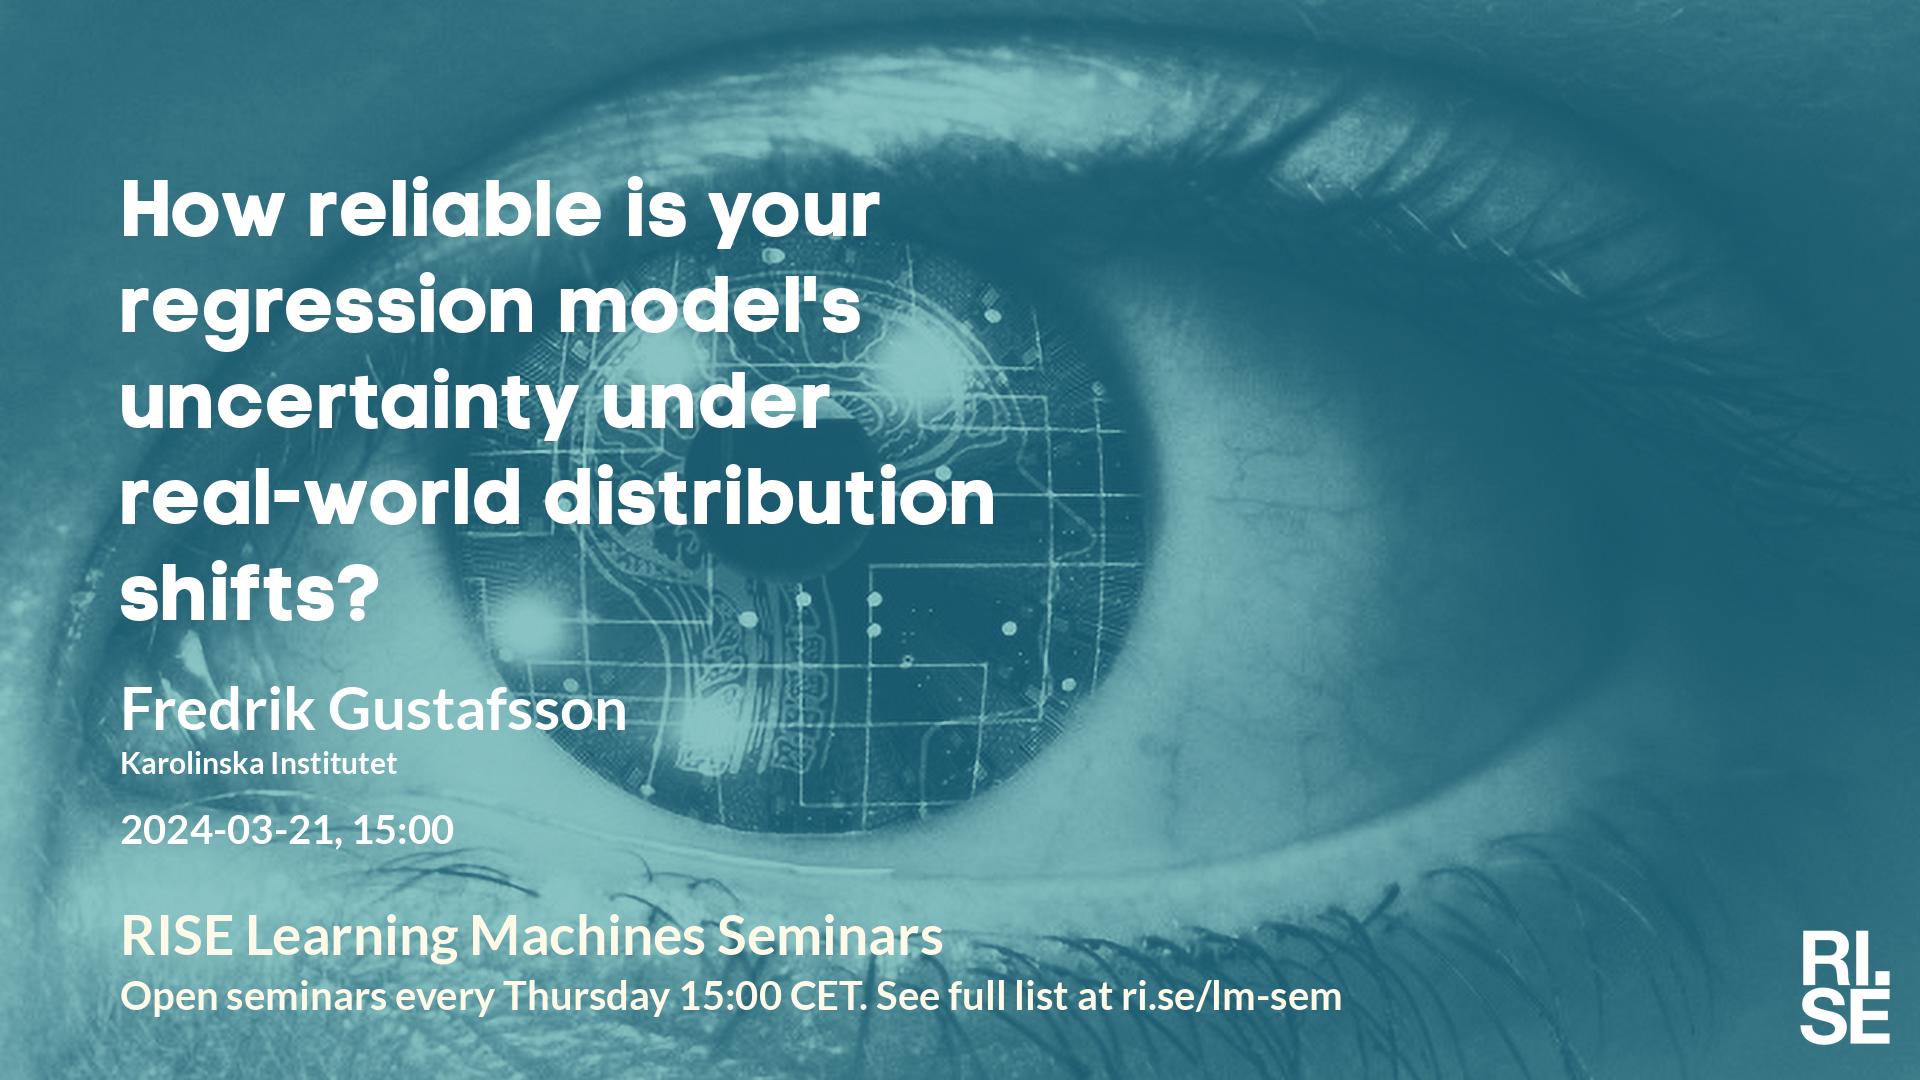 How reliable is your
regression model's
uncertainty under
real-world distribution
shifts?
Fredrik Gustafsson
Karolinska Institutet
2024-03-21, 15:00
RISE Learning Machines Seminars
Open seminars every Thursday 15:00 CET. See full list at ri.se/lm-sem
RI.
SE